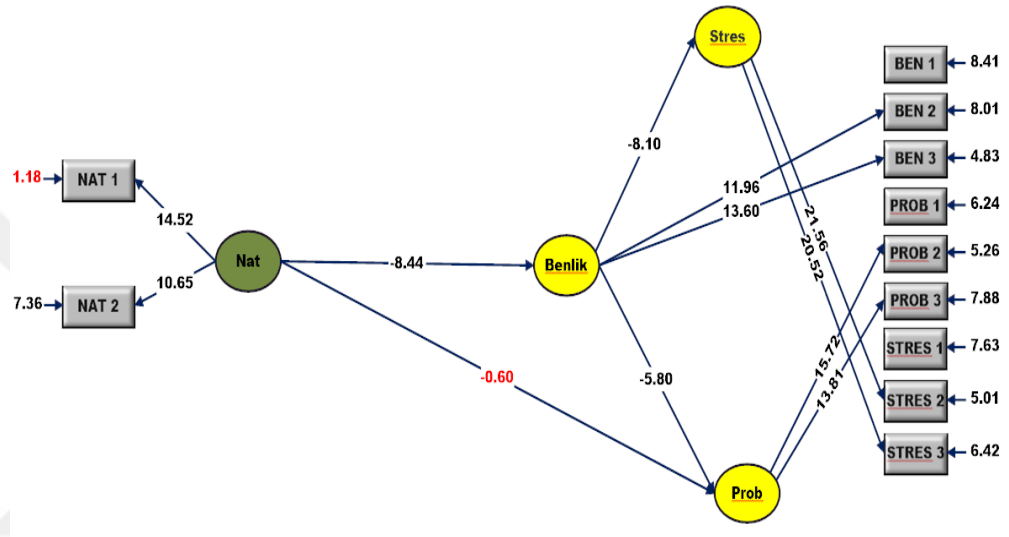 Stres
BEN 1
8.41
BEN 2
8.01
-8.10
BEN 3
4.83
1.18
NAT 1
11.96
13.60
PROB 1
6.24
14.52
21.56
20.52
Nat
-8.44
Benlik
PROB 2
5.26
10.65
7.36
NAT 2
PROB 3
7.88
15.72
STRES 1
7.63
-0.60
-5.80
13.81
STRES 2
5.01
STRES 3
6.42
Prob